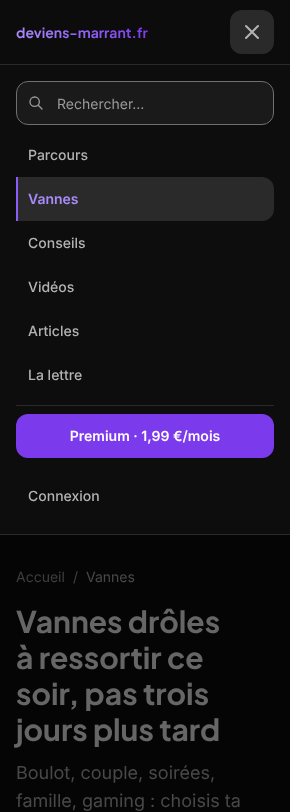 deviens-marrant.fr
Rechercher...
Parcours
Vannes
Conseils
Vidéos
Articles
La lettre
Premium · 1,99 €/mois
Connexion
Accueil / Vannes
Vannes drôles
à ressortir ce
soir, pas trois
jours plus tard
Boulot, couple, soirées,
famille, gaming : choisis ta